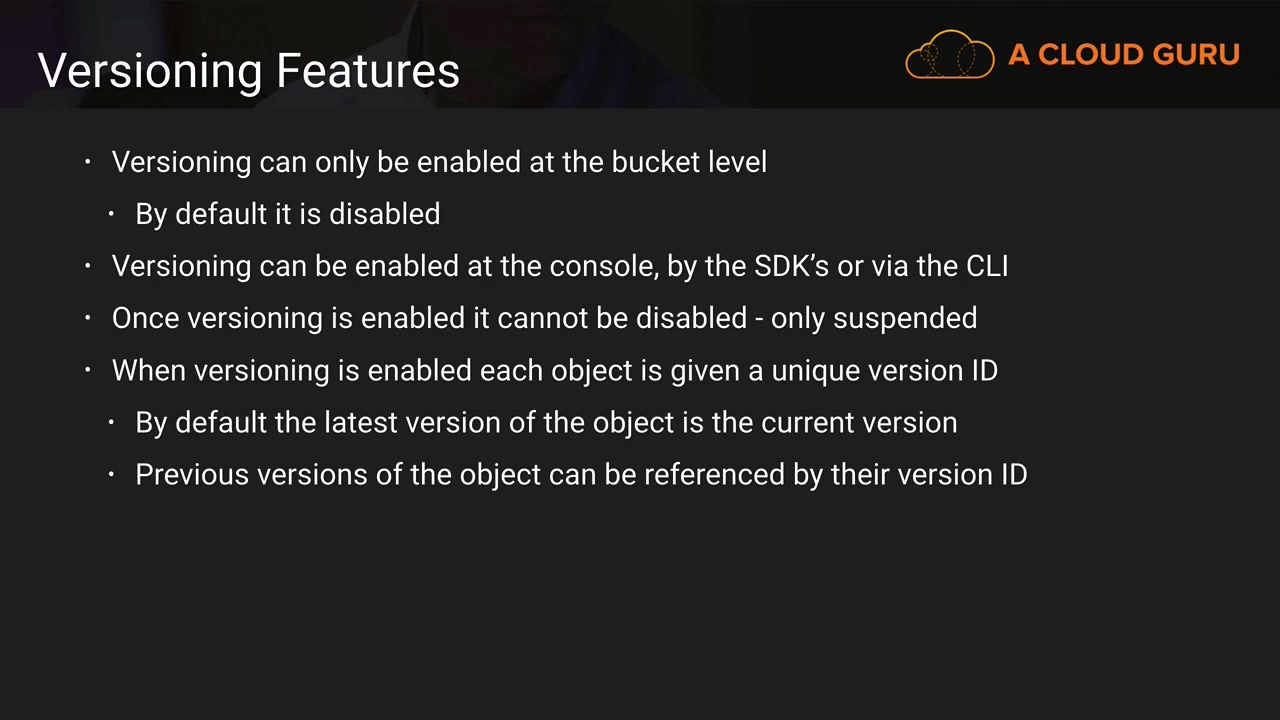 Versioning Features
A CLOUD GURU
· Versioning can only be enabled at the bucket level
· By default it is disabled
· Versioning can be enabled at the console, by the SDK’s or via the CLI
· Once versioning is enabled it cannot be disabled - only suspended
· When versioning is enabled each object is given a unique version ID
· By default the latest version of the object is the current version
· Previous versions of the object can be referenced by their version ID